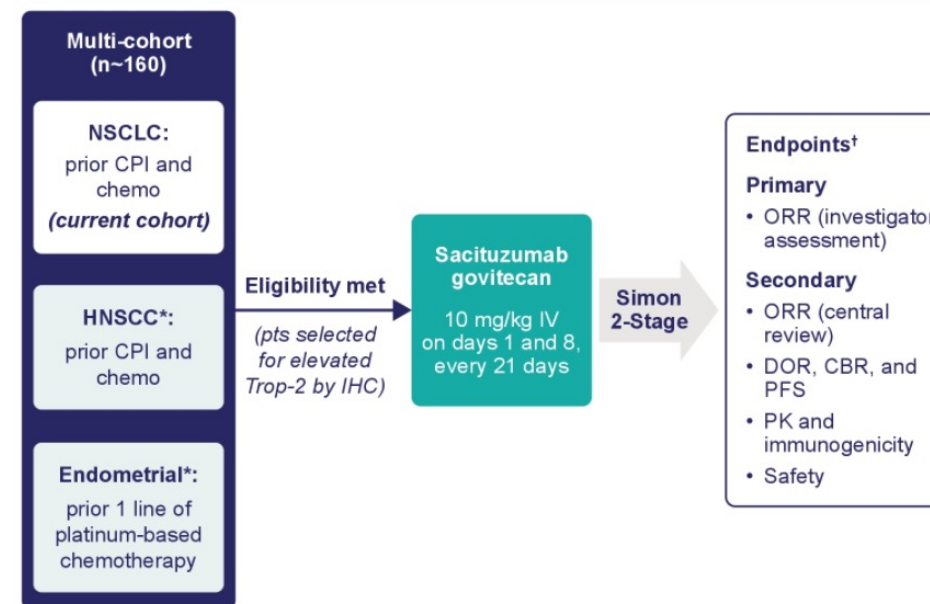 Multi-cohort
(n~160)
NSCLC:
prior CPI and
chemo
(current cohort)
HNSCC*:
prior CPI and
chemo
Endometrial*:
prior 1 line of
platinum-based
chemotherapy
Eligibility met
(pts selected
for elevated
Trop-2 by IHC)
Sacituzumab
govitecan
10 mg/kg IV
on days 1 and 8,
every 21 days
Simon
2-Stage
Endpoints†
Primary
• ORR (investigator
assessment)
Secondary
• ORR (central
review)
• DOR, CBR, and
PFS
• PK and
immunogenicity
• Safety